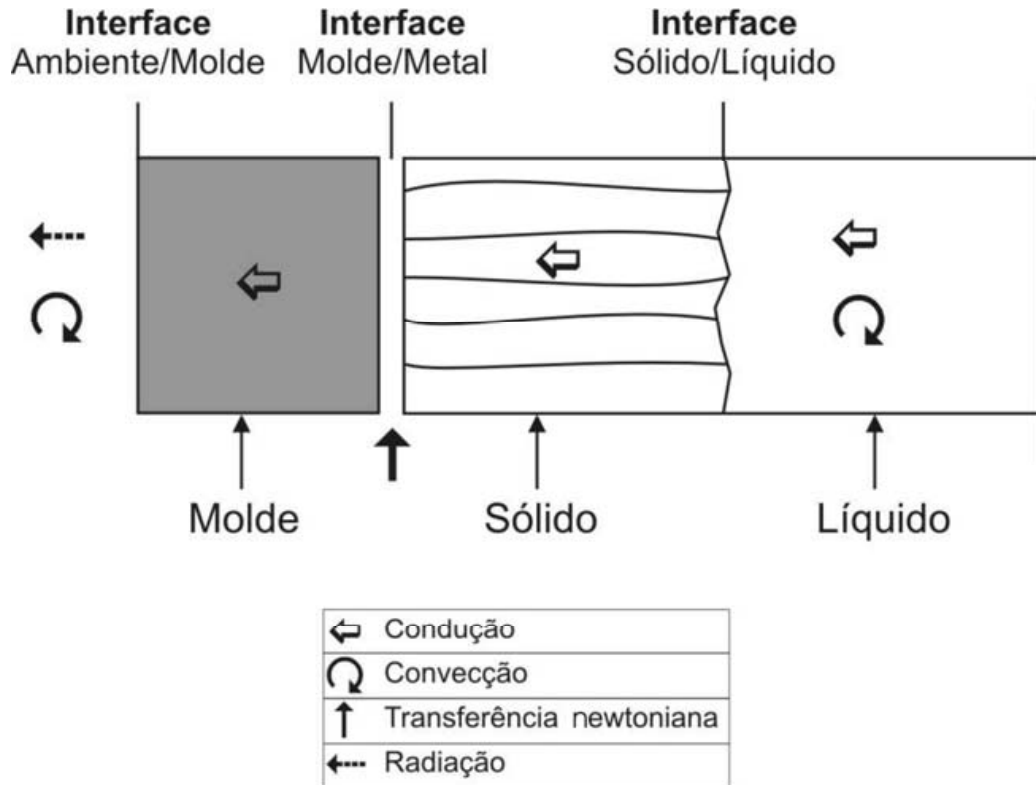 Interface
Ambiente/Molde
Interface
Molde/Metal
Interface
Sólido/Líquido
Molde
Sólido
Líquido
Condução
Convecção
Transferência newtoniana
Radiação